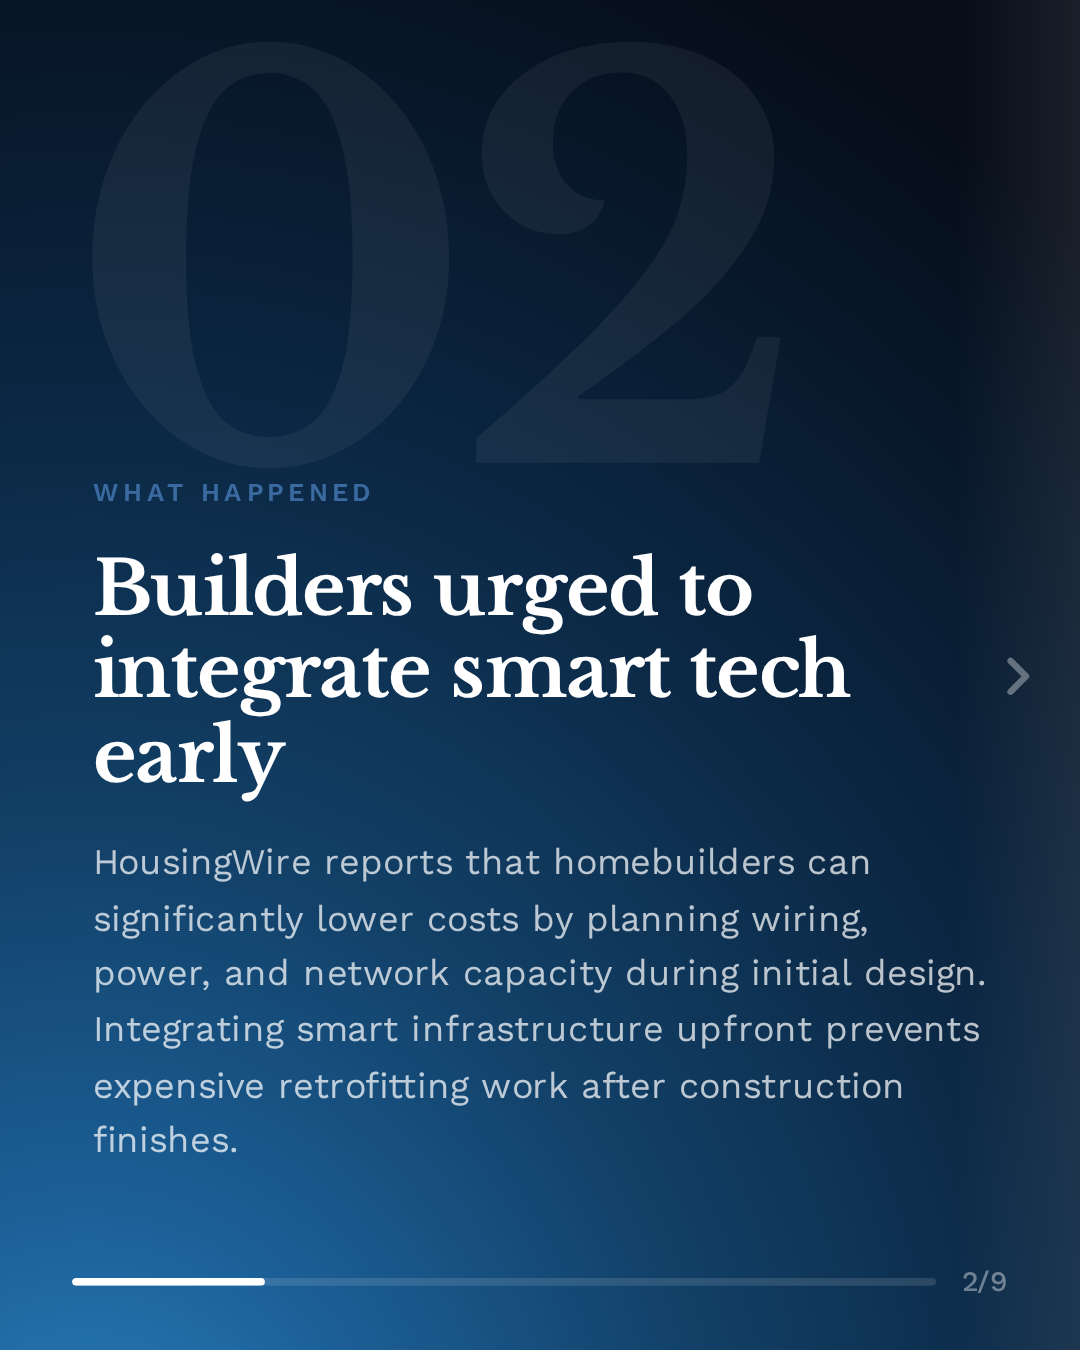 02
WHAT HAPPENED
Builders urged to
integrate smart tech
early
HousingWire reports that homebuilders can
significantly lower costs by planning wiring,
power, and network capacity during initial design.
Integrating smart infrastructure upfront prevents
expensive retrofitting work after construction
finishes.
2/9